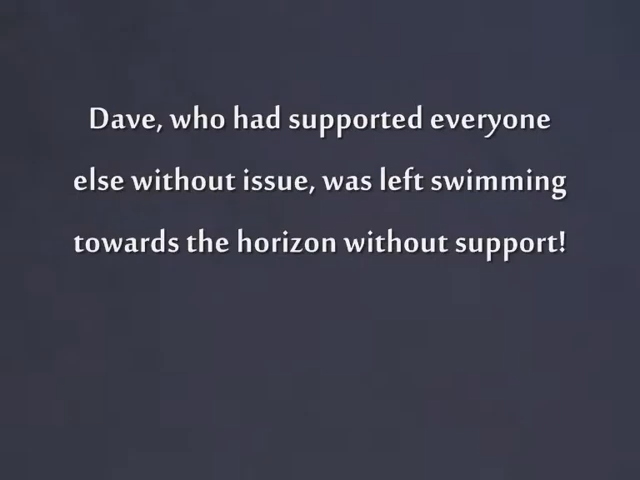 Dave, who had supported everyone
else without issue, was left swimming
towards the horizon without support!